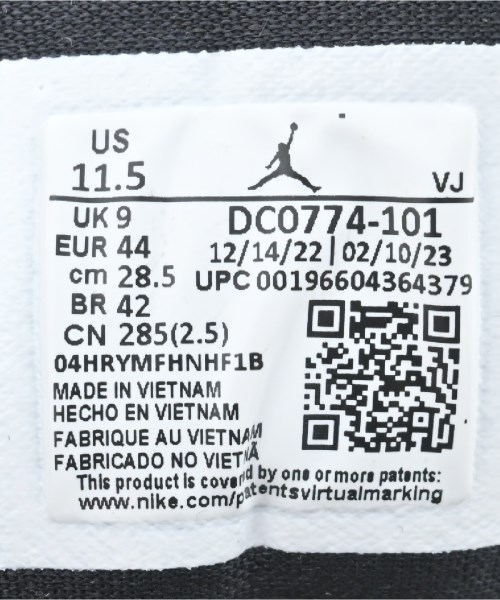 US
11.5
VJ
UK 9
DC0774-101
EUR 44
12/14/22 | 02/10/23
cm 28.5
UPC 00196604364379
BR 42
CN 285(2.5)
04HRYMFHNHF1B
MADE IN VIETNAM
HECHO EN VIETNAM
FABRIQUE AU VIETNAM
FABRICADO NO VIETNÃ
This product is covered by one or more patents:
www.nike.com/patentsvirtualmarking